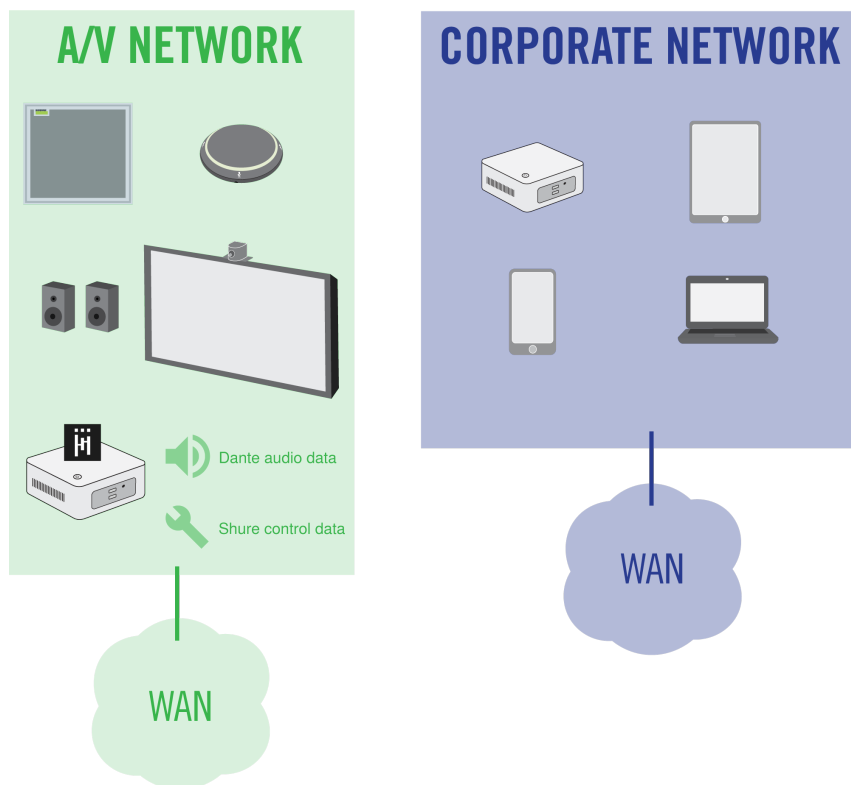 A/V NETWORK
CORPORATE NETWORK
Dante audio data
Shure control data
WAN
WAN